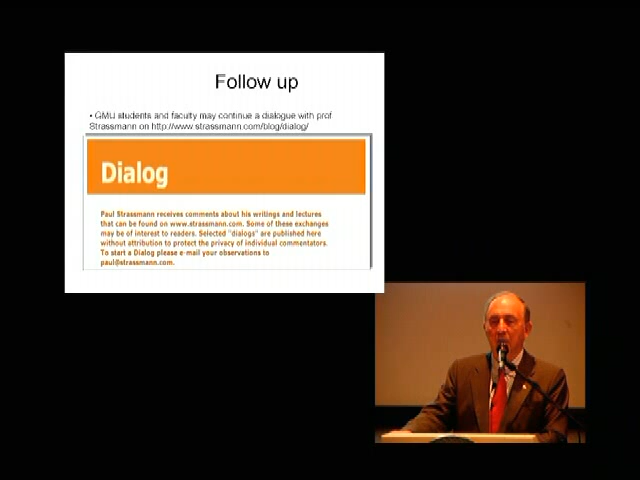 Follow up
• GMU students and faculty may continue a dialogue with prof
Strassmann on http://www.strassmann.com/blog/dialog/
Dialog
Paul Strassmann receives comments about his writings and lectures
that can be found on www.strassmann.com. Some of these exchanges
may be of interest to readers. Selected "dialogs" are published here
without attribution to protect the privacy of individual commentators.
To start a Dialog please e-mail your observations to
paul@strassmann.com.